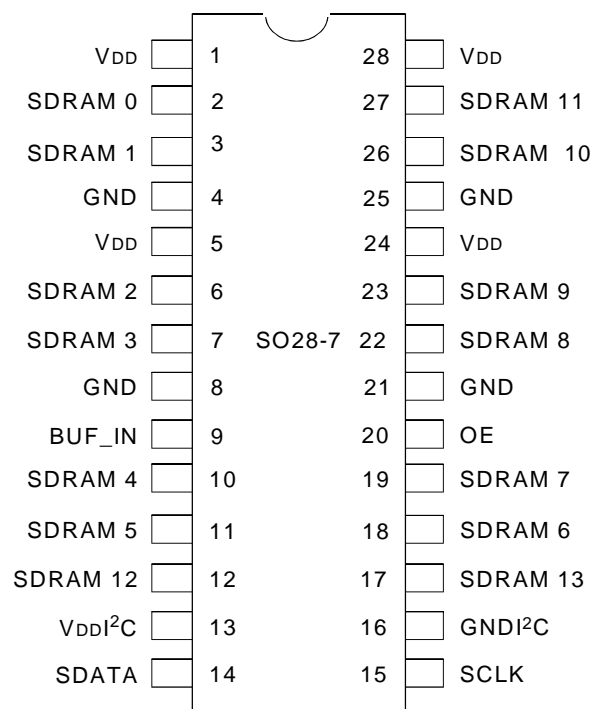 VDD 1 28 VDD
SDRAM 0 2 27 SDRAM 11
SDRAM 1 3 26 SDRAM 10
GND 4 25 GND
VDD 5 24 VDD
SDRAM 2 6 23 SDRAM 9
SDRAM 3 7 SO28-7 22 SDRAM 8
GND 8 21 GND
BUF_IN 9 20 OE
SDRAM 4 10 19 SDRAM 7
SDRAM 5 11 18 SDRAM 6
SDRAM 12 12 17 SDRAM 13
VDDI²C 13 16 GNDI²C
SDATA 14 15 SCLK